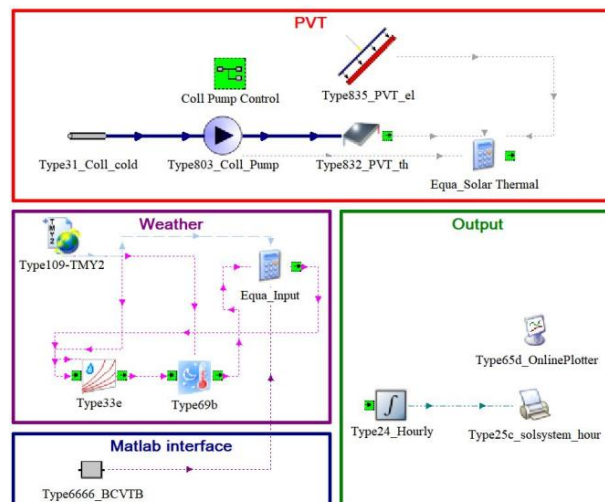 PVT
Coll Pump Control
Type835_PVT_el
Type31_Coll_cold
Type803_Coll_Pump
Type832_PVT_th
Equa_Solar Thermal
Weather
TMY2
Type109-TMY2
Equa_Input
Type33e
Type69b
Matlab interface
Type6666_BCVTB
Output
Type65d_OnlinePlotter
Type24_Hourly
Type25c_solsystem_hour